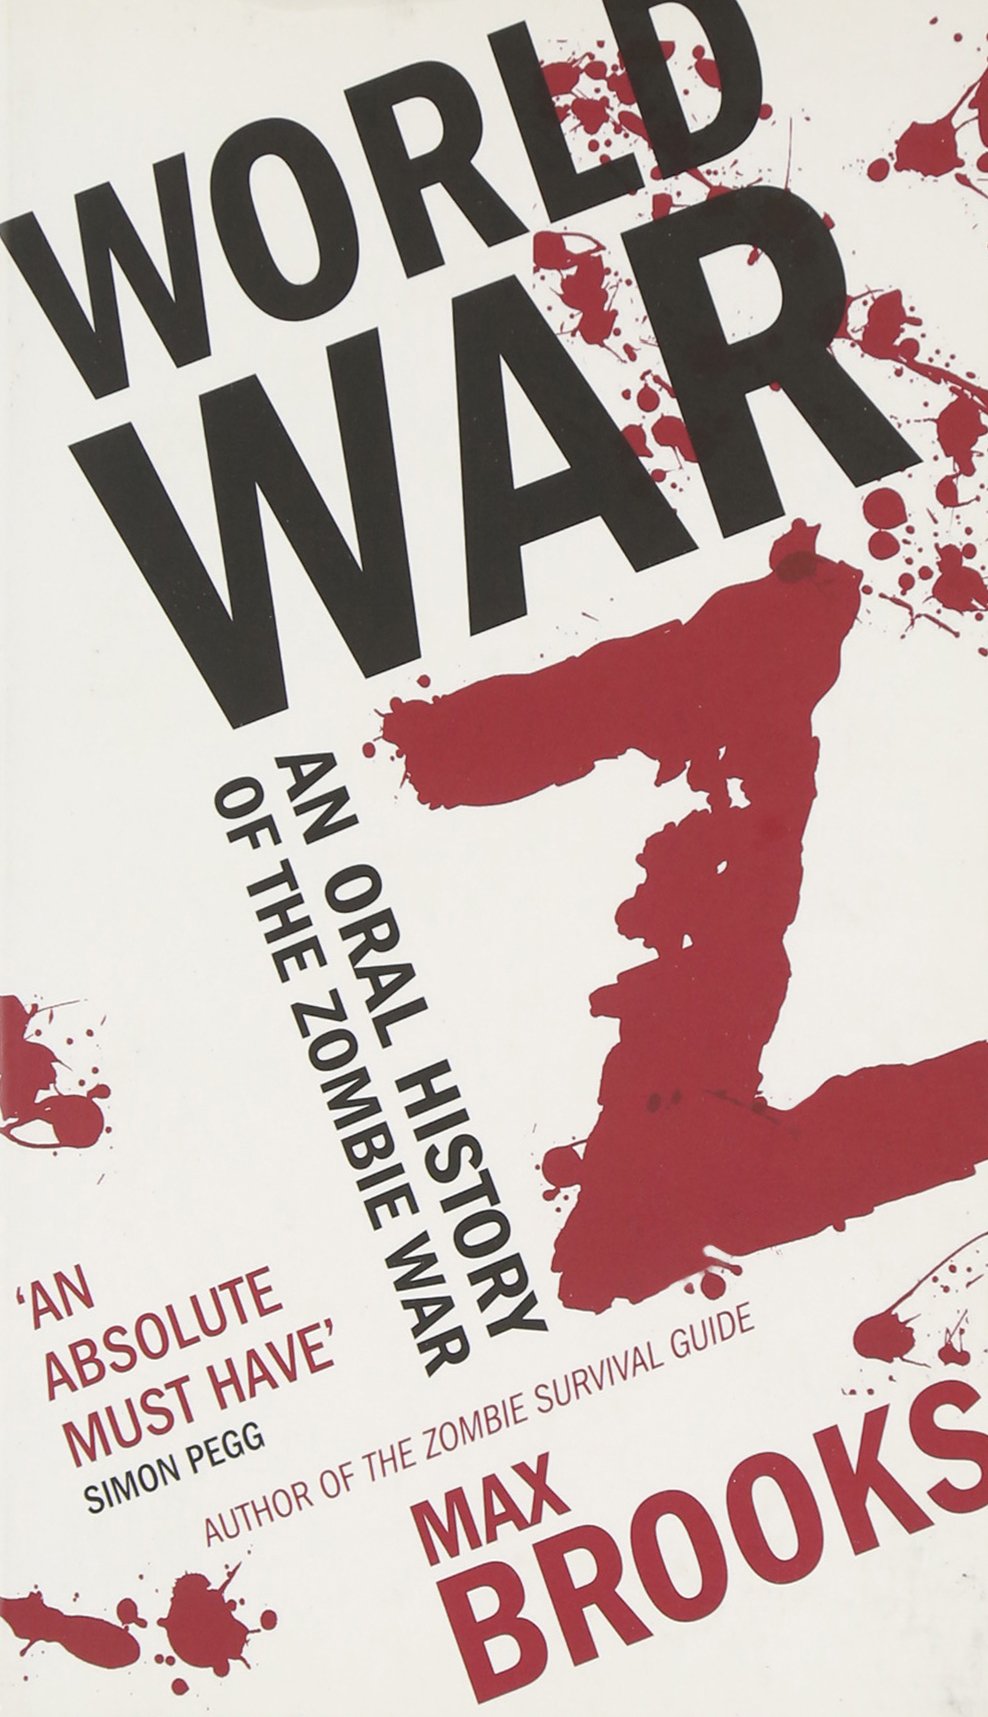 WORLD
WAR
Z
AN ORAL HISTORY
OF THE ZOMBIE WAR
‘AN
ABSOLUTE
MUST HAVE’
SIMON PEGG
AUTHOR OF THE ZOMBIE SURVIVAL GUIDE
MAX
BROOKS